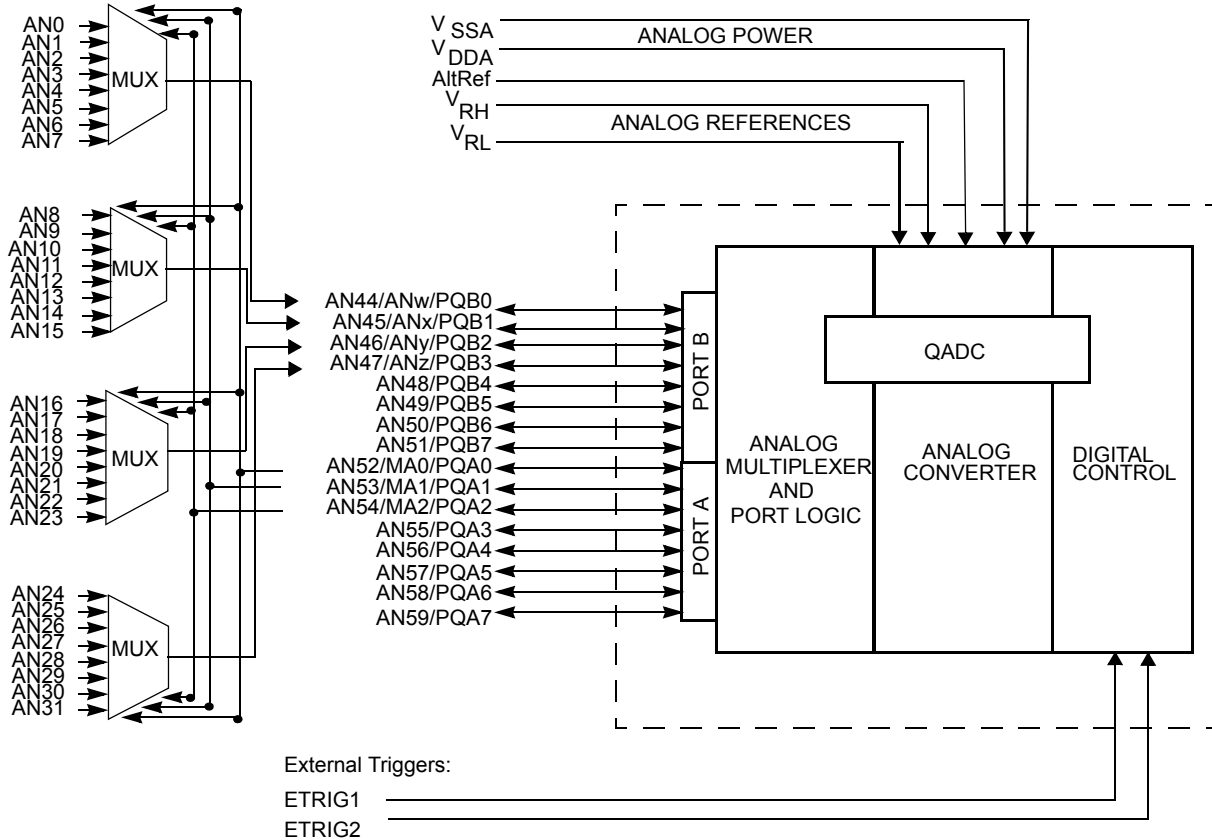 AN0
AN1
AN2
AN3
AN4
AN5
AN6
AN7
MUX
AN8
AN9
AN10
AN11
AN12
AN13
AN14
AN15
MUX
AN16
AN17
AN18
AN19
AN20
AN21
AN22
AN23
MUX
AN24
AN25
AN26
AN27
AN28
AN29
AN30
AN31
MUX
VSSA
ANALOG POWER
VDDA
AltRef
VRH
ANALOG REFERENCES
VRL
AN44/ANw/PQB0
AN45/ANx/PQB1
AN46/ANy/PQB2
AN47/ANz/PQB3
AN48/PQB4
AN49/PQB5
AN50/PQB6
AN51/PQB7
AN52/MA0/PQA0
AN53/MA1/PQA1
AN54/MA2/PQA2
AN55/PQA3
AN56/PQA4
AN57/PQA5
AN58/PQA6
AN59/PQA7
PORT B
PORT A
QADC
ANALOG
MULTIPLEXER
AND
PORT LOGIC
ANALOG
CONVERTER
DIGITAL
CONTROL
External Triggers:
ETRIG1
ETRIG2